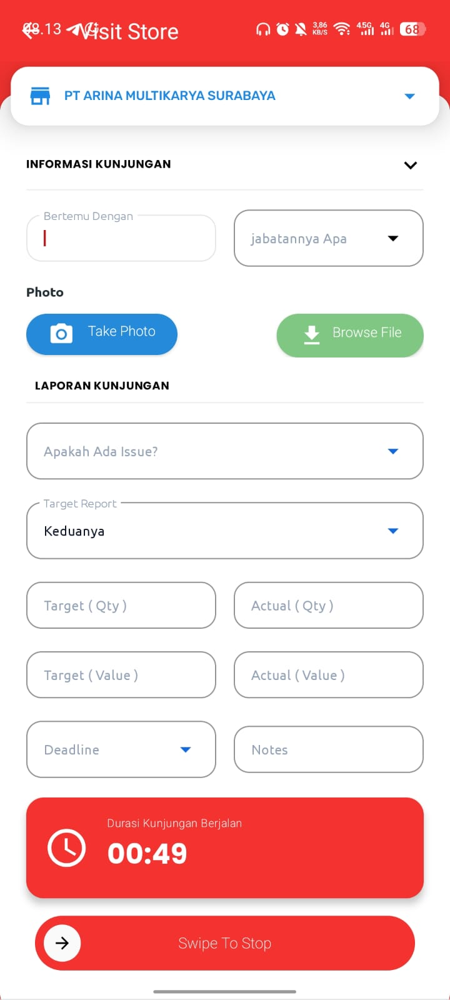 08.13 Visit Store 3,86 KB/S 4.5G 4G 68
PT ARINA MULTIKARYA SURABAYA
INFORMASI KUNJUNGAN
Bertemu Dengan
jabatannya Apa
Photo
Take Photo
Browse File
LAPORAN KUNJUNGAN
Apakah Ada Issue?
Target Report
Keduanya
Target ( Qty )
Actual ( Qty )
Target ( Value )
Actual ( Value )
Deadline
Notes
Durasi Kunjungan Berjalan
00:49
Swipe To Stop